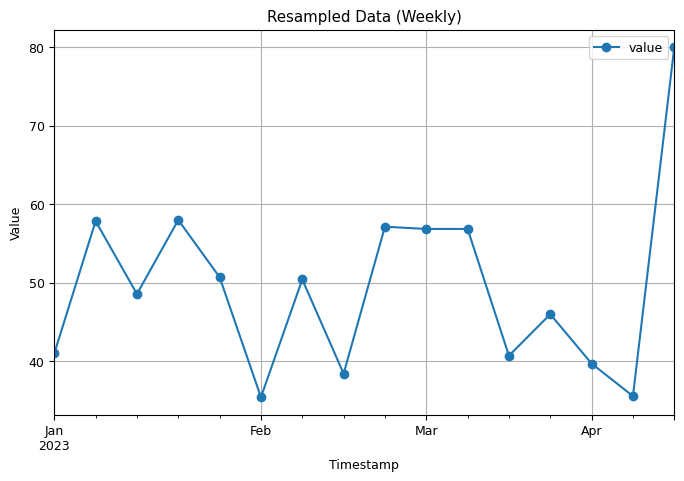 Resampled Data (Weekly)
value
80
70
60
50
40
Value
Jan
2023
Feb
Mar
Apr
Timestamp